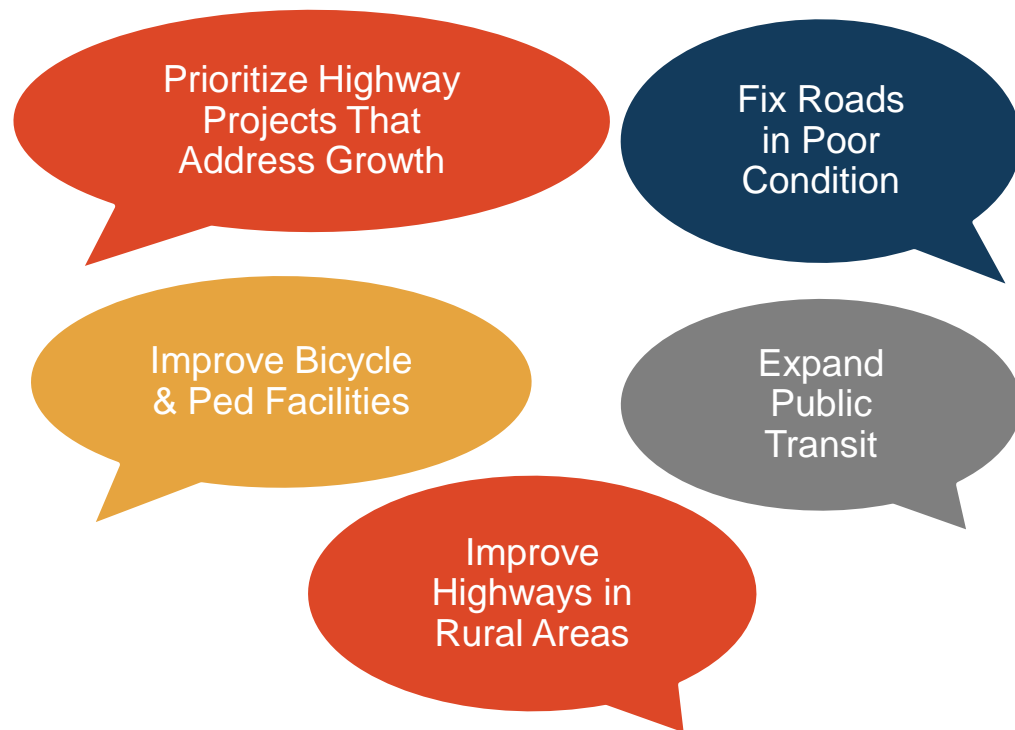 Prioritize Highway
Projects That
Address Growth
Fix Roads
in Poor
Condition
Improve Bicycle
& Ped Facilities
Expand
Public
Transit
Improve
Highways in
Rural Areas